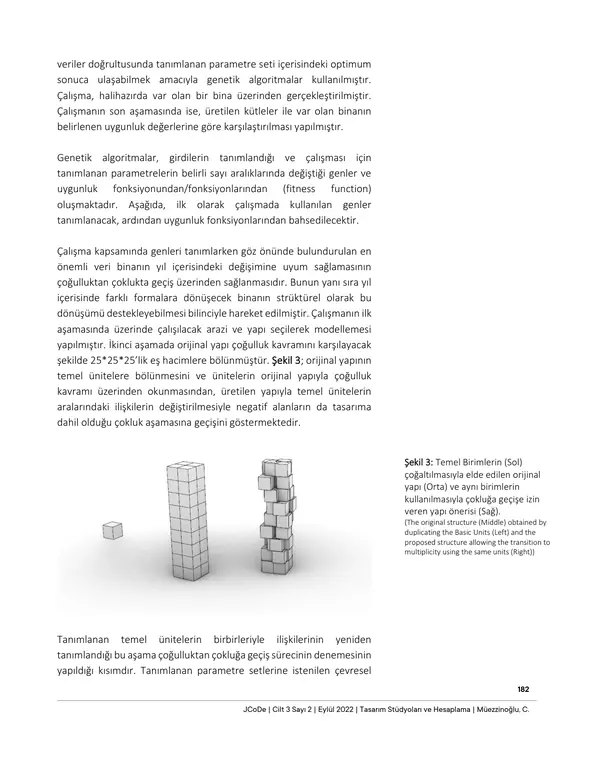 veriler doğrultusunda tanımlanan parametre seti içerisindeki optimum
sonuca ulaşabilmek amacıyla genetik algoritmalar kullanılmıştır.
Çalışma, halihazırda var olan bir bina üzerinden gerçekleştirilmiştir.
Çalışmanın son aşamasında ise, üretilen kütleler ile var olan binanın
belirlenen uygunluk değerlerine göre karşılaştırılması yapılmıştır.
Genetik algoritmalar, girdilerin tanımlandığı ve çalışması için
tanımlanan parametrelerin belirli sayı aralıklarında değiştiği genler ve
uygunluk fonksiyonundan/fonksiyonlarından (fitness function)
oluşmaktadır. Aşağıda, ilk olarak çalışmada kullanılan genler
tanımlanacak, ardından uygunluk fonksiyonlarından bahsedilecektir.
Çalışma kapsamında genleri tanımlarken göz önünde bulundurulan en
önemli veri binanın yıl içerisindeki değişimine uyum sağlamasının
çoğulluktan çoklukta geçiş üzerinden sağlanmasıdır. Bunun yanı sıra yıl
içerisinde farklı formalara dönüşecek binanın strüktürel olarak bu
dönüşümü destekleyebilmesi bilinciyle hareket edilmiştir. Çalışmanın ilk
aşamasında üzerinde çalışılacak arazi ve yapı seçilerek modellemesi
yapılmıştır. İkinci aşamada orijinal yapı çoğulluk kavramını karşılayacak
şekilde 25*25*25’lik eş hacimlere bölünmüştür. Şekil 3; orijinal yapının
temel ünitelere bölünmesini ve ünitelerin orijinal yapıyla çoğulluk
kavramı üzerinden okunmasından, üretilen yapıyla temel ünitelerin
aralarındaki ilişkilerin değiştirilmesiyle negatif alanların da tasarıma
dahil olduğu çokluk aşamasına geçişini göstermektedir.
Şekil 3: Temel Birimlerin (Sol)
çoğaltılmasıyla elde edilen orijinal
yapı (Orta) ve aynı birimlerin
kullanılmasıyla çokluğa geçişe izin
veren yapı önerisi (Sağ).
(The original structure (Middle) obtained by
duplicating the Basic Units (Left) and the
proposed structure allowing the transition to
multiplicity using the same units (Right))
Tanımlanan temel ünitelerin birbirleriyle ilişkilerinin yeniden
tanımlandığı bu aşama çoğulluktan çokluğa geçiş sürecinin denemesinin
yapıldığı kısımdır. Tanımlanan parametre setlerine istenilen çevresel
182
JCoDe | Cilt 3 Sayı 2 | Eylül 2022 | Tasarım Stüdyoları ve Hesaplama | Müezzinoğlu, C.